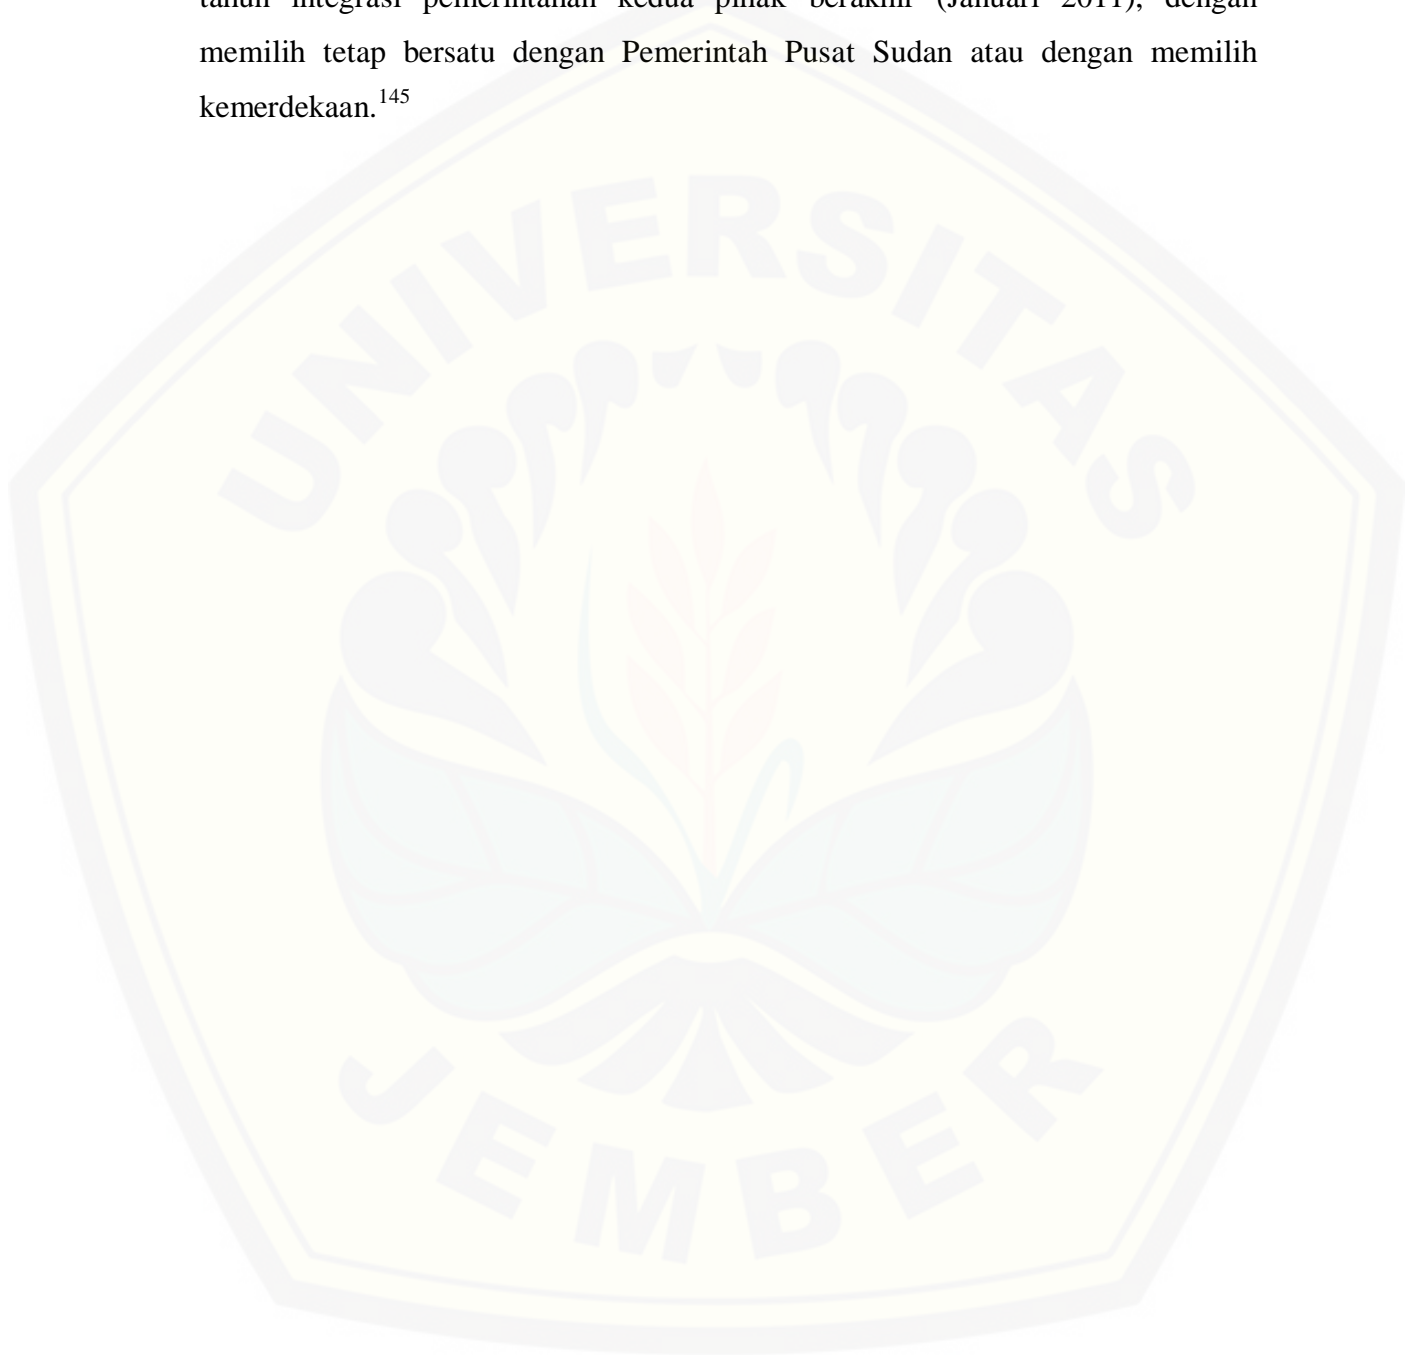 tahun integrasi pemerintahan kedua pihak berakhir (Januari 2011), dengan
memilih tetap bersatu dengan Pemerintah Pusat Sudan atau dengan memilih
kemerdekaan.145
UNIVERSITAS
JEMBER